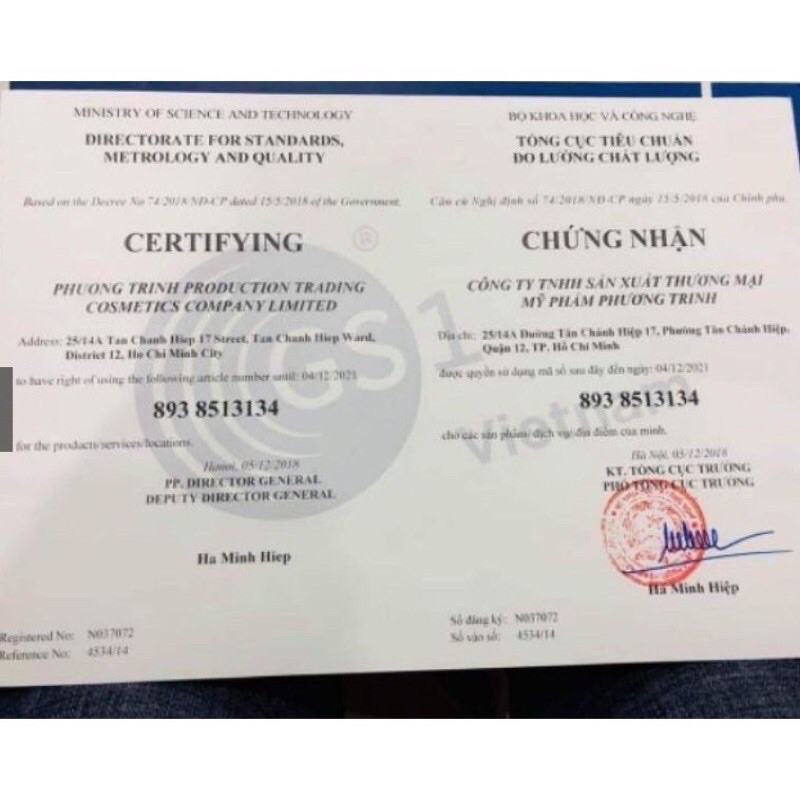 MINISTRY OF SCIENCE AND TECHNOLOGY
DIRECTORATE FOR STANDARDS,
METROLOGY AND QUALITY
Based on the Decree No 74/2018/NĐ-CP dated 15/5/2018 of the Government.
CERTIFYING
PHUONG TRINH PRODUCTION TRADING
COSMETICS COMPANY LIMITED
Address: 25/14A Tan Chanh Hiep 17 Street, Tan Chanh Hiep Ward,
District 12, Ho Chi Minh City
to have right of using the following article number until: 04/12/2021
893 8513134
for the products/services/locations.
Hanoi, 05/12/2018
PP. DIRECTOR GENERAL
DEPUTY DIRECTOR GENERAL
Ha Minh Hiep
Registered No: N037072
Reference No: 4534/14
BỘ KHOA HỌC VÀ CÔNG NGHỆ
TỔNG CỤC TIÊU CHUẨN
ĐO LƯỜNG CHẤT LƯỢNG
Căn cứ Nghị định số 74/2018/NĐ-CP ngày 15/5/2018 của Chính phủ.
CHỨNG NHẬN
CÔNG TY TNHH SẢN XUẤT THƯƠNG MẠI
MỸ PHẨM PHƯƠNG TRINH
Địa chỉ: 25/14A Đường Tân Chánh Hiệp 17, Phường Tân Chánh Hiệp,
Quận 12, TP. Hồ Chí Minh
được quyền sử dụng mã số sau đây đến ngày: 04/12/2021
893 8513134
cho các sản phẩm/ dịch vụ/ địa điểm của mình.
Hà Nội, 05/12/2018
KT. TỔNG CỤC TRƯỞNG
PHÓ TỔNG CỤC TRƯỞNG
Hà Minh Hiệp
Số đăng ký: N037072
Số vào sổ: 4534/14
GS1
Vietnam
®